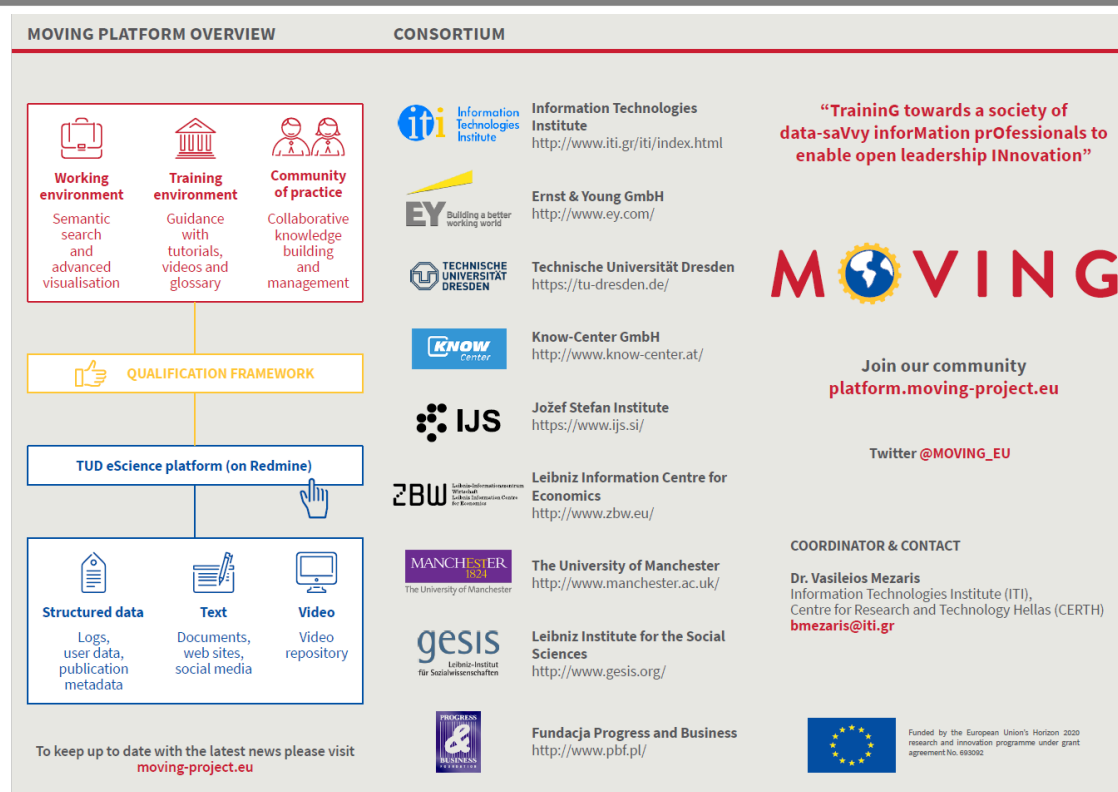 MOVING PLATFORM OVERVIEW
Working
environment
Semantic
search
and
advanced
visualisation
Training
environment
Guidance
with
tutorials,
videos and
glossary
Community
of practice
Collaborative
knowledge
building
and
management
QUALIFICATION FRAMEWORK
TUD eScience platform (on Redmine)
Structured data
Logs,
user data,
publication
metadata
Text
Documents,
web sites,
social media
Video
Video
repository
To keep up to date with the latest news please visit
moving-project.eu
CONSORTIUM
iti
Information
Technologies
Institute
Information Technologies
Institute
http://www.iti.gr/iti/index.html
EY
Building a better
working world
Ernst & Young GmbH
http://www.ey.com/
TECHNISCHE
UNIVERSITÄT
DRESDEN
Technische Universität Dresden
https://tu-dresden.de/
KNOW
Center
Know-Center GmbH
http://www.know-center.at/
IJS
Jožef Stefan Institute
https://www.ijs.si/
ZBW
Leibniz-Informationszentrum
Wirtschaft
Leibniz Information Centre
for Economics
Leibniz Information Centre for
Economics
http://www.zbw.eu/
MANCHESTER
1824
The University of Manchester
The University of Manchester
http://www.manchester.ac.uk/
gesis
Leibniz-Institut
für Sozialwissenschaften
Leibniz Institute for the Social
Sciences
http://www.gesis.org/
PROGRESS
&
BUSINESS
FOUNDATION
Fundacja Progress and Business
http://www.pbf.pl/
“TraininG towards a society of
data-saVvy inforMation prOfessionals to
enable open leadership INnovation”
MOVING
Join our community
platform.moving-project.eu
Twitter @MOVING_EU
COORDINATOR & CONTACT
Dr. Vasileios Mezaris
Information Technologies Institute (ITI),
Centre for Research and Technology Hellas (CERTH)
bmezaris@iti.gr
Funded by the European Union's Horizon 2020
research and innovation programme under grant
agreement No. 693092